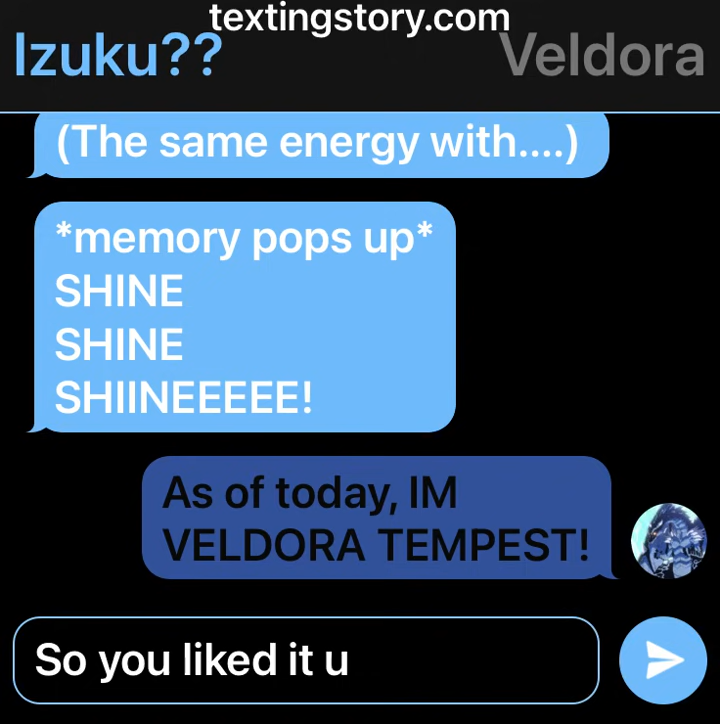 textingstory.com
Izuku??
Veldora
(The same energy with....)
*memory pops up*
SHINE
SHINE
SHIINEEEEE!
As of today, IM
VELDORA TEMPEST!
So you liked it u